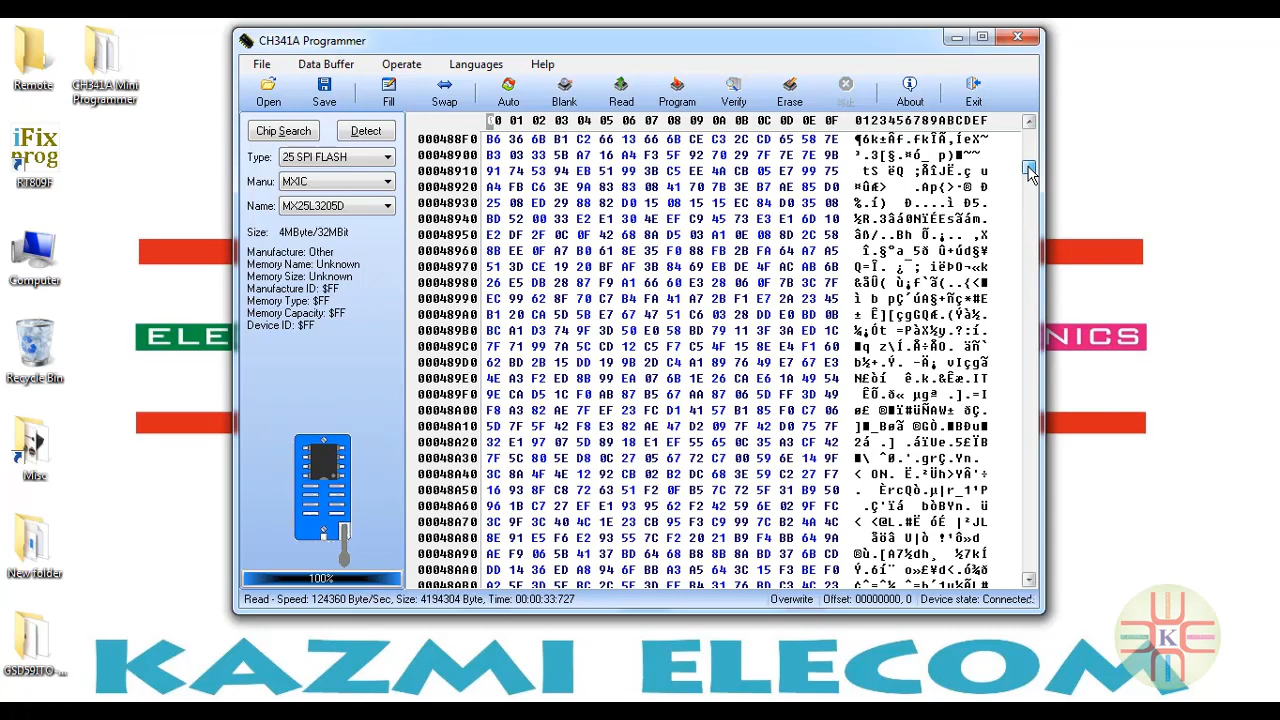 CH341A Programmer
File Data Buffer Operate Languages Help
Open Save Fill Swap Auto Blank Read Program Verify Erase About Exit
Chip Search Detect
Type: 25 SPI FLASH
Manu: MXIC
Name: MX25L3205D
Size: 4MByte/32MBit
Manufacture: Other
Memory Name: Unknown
Memory Size: Unknown
Manufacture ID: $FF
Memory Type: $FF
Memory Capacity: $FF
Device ID: $FF
100%
00 01 02 03 04 05 06 07 08 09 0A 0B 0C 0D 0E 0F 0123456789ABCDEF
000488F0 B6 36 6B B1 C2 66 13 66 6B CE C3 2C CD 65 58 7E
00048900 B3 03 33 5B A7 16 A4 F3 5F 92 70 29 7F 7E 7E 9B
00048910 91 74 53 94 EB 51 99 3B C5 EE 4A CB 05 E7 99 75
00048920 A4 FB C6 3E 9A 83 83 08 41 70 7B 3E B7 AE 85 D0
00048930 25 08 ED 29 88 82 D0 15 08 15 15 EC 84 D0 35 08
00048940 BD 52 00 33 E2 E1 30 4E EF C9 45 73 E3 E1 6D 10
00048950 E2 DF 2F 0C 0F 42 68 8A D5 03 A1 0E 08 8D 2C 58
00048960 8B EE 0F A7 B0 61 8E 35 F0 88 FB 2B FA 64 A7 A5
00048970 51 3D CE 19 20 BF AF 3B 84 69 EB DE 4F AC AB 6B
00048980 26 E5 DB 28 87 F9 A1 66 60 E3 28 06 0F 7B 3C 7F
00048990 EC 99 62 8F 70 C7 B4 FA 41 A7 2B F1 E7 2A 23 45
000489A0 B1 20 CA 5D 5B E7 67 47 51 C6 03 28 DD E0 BD 0B
000489B0 BC A1 D3 74 9F 3D 50 E0 58 BD 79 11 3F 3A ED 1C
000489C0 7F 71 99 7A 5C CD 12 C5 F7 C5 4F 15 8E E4 F1 60
000489D0 62 BD 2B 15 DD 19 9B 2D C4 A1 89 76 49 E7 67 E3
000489E0 4E A3 F2 ED 8B 99 EA 07 6B 1E 26 CA E6 1A 49 54
000489F0 9E CA D5 1C F0 AB 87 B5 67 AA 87 06 5D FF 3D 49
00048A00 F8 A3 82 AE 7F EF 23 FC D1 41 57 B1 85 F0 C7 06
00048A10 5D 7F 5F 42 F8 E3 82 AE 47 D2 09 7F 42 D0 75 7F
00048A20 32 E1 97 07 5D 89 18 E1 EF 55 65 0C 35 A3 CF 42
00048A30 7F 5C 80 5E D8 0C 27 05 67 72 C7 00 59 6E 14 9F
00048A40 3C 8A 4F 4E 12 92 CB 02 B2 DC 68 3E 59 C2 27 F7
00048A50 16 93 8F C8 72 63 51 F2 0F B5 7C 72 5F 31 B9 50
00048A60 96 1B C7 27 EF E1 93 95 62 F2 42 59 6E 02 9F FC
00048A70 3C 9F 3C 40 4C 1E 23 CB 95 F3 C9 99 7C B2 4A 4C
00048A80 8E 91 E5 F6 E2 93 55 7C F2 20 21 B9 F4 BB 64 9A
00048A90 AE F9 06 5B 41 37 BD 64 68 B8 8B 8A BD 37 6B CD
00048AA0 DD 14 36 ED A8 94 6F BB A3 A5 64 3C 15 F3 BE F0
00048AB0
Read - Speed: 124360 Byte/Sec, Size: 4194304 Byte, Time: 00:00:33:727 Overwrite Offset: 00000000, 0 Device state: Connected.
Remote
CH341A Mini Programmer
iFix prog
RT809F
Computer
Recycle Bin
Misc
New folder
GSD59ITO-...
ELE
NICS
KAZMI ELECOM
K